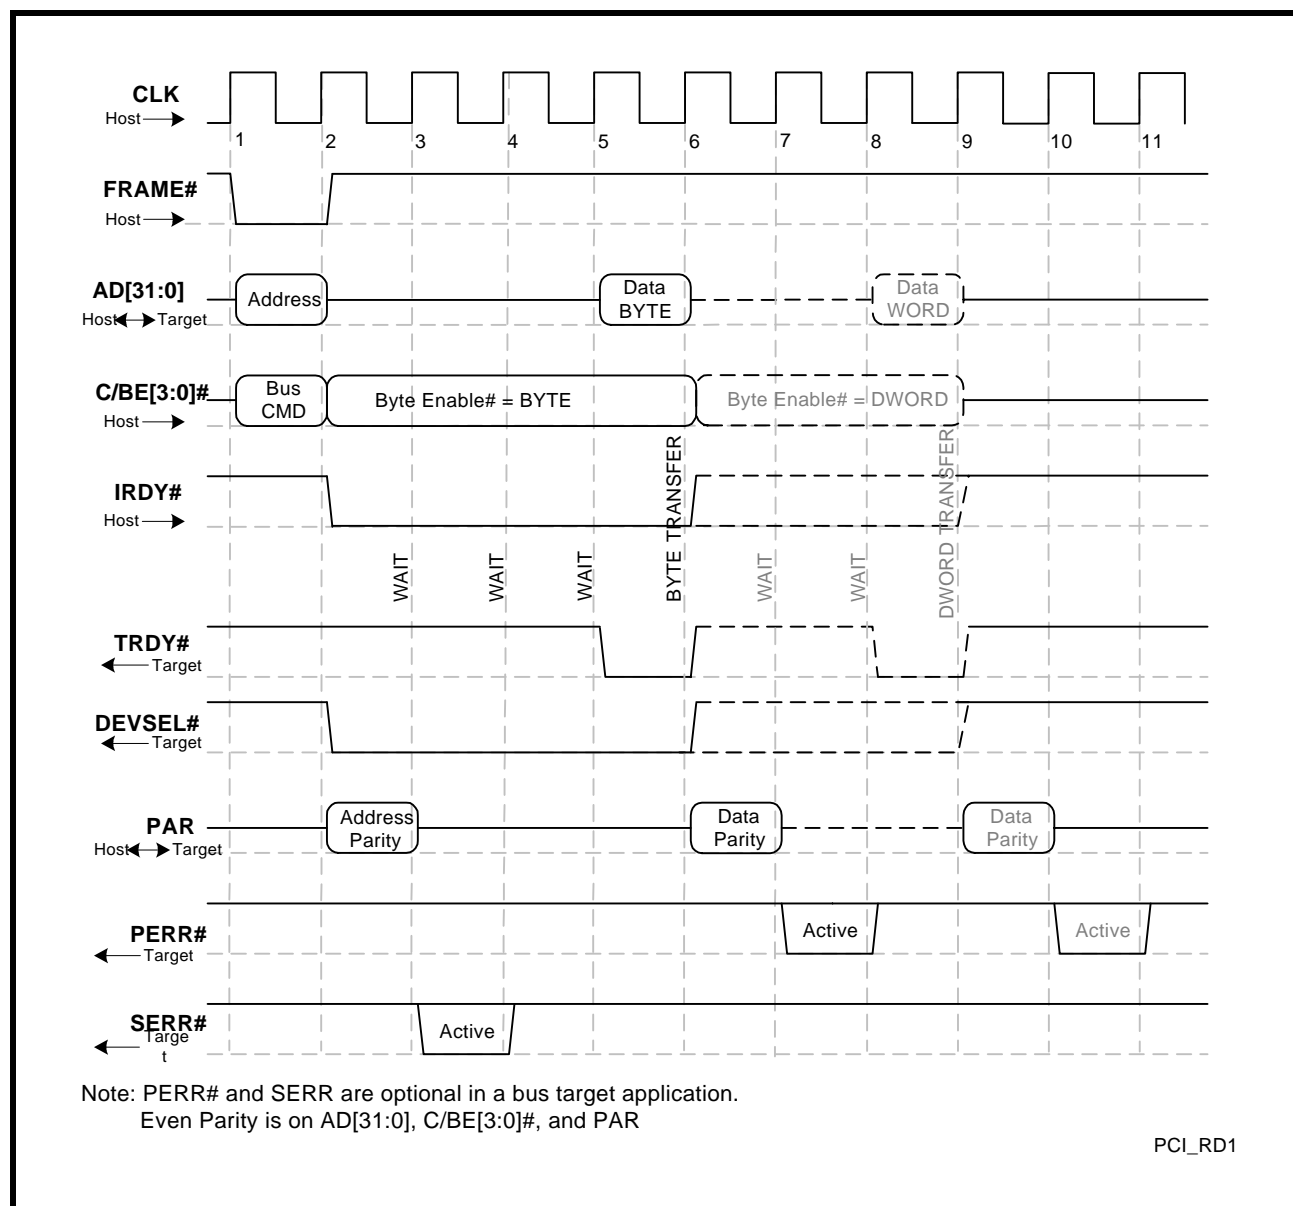 CLK
Host
1 2 3 4 5 6 7 8 9 10 11
FRAME#
Host
AD[31:0]
Host Target
Address
Data
BYTE
Data
WORD
C/BE[3:0]#
Host
Bus
CMD
Byte Enable# = BYTE
Byte Enable# = DWORD
IRDY#
Host
WAIT
WAIT
WAIT
BYTE TRANSFER
WAIT
WAIT
DWORD TRANSFER
TRDY#
Target
DEVSEL#
Target
PAR
Host Target
Address
Parity
Data
Parity
Data
Parity
PERR#
Target
Active
Active
SERR#
Targe
t
Active
Note: PERR# and SERR are optional in a bus target application.
Even Parity is on AD[31:0], C/BE[3:0]#, and PAR
PCI_RD1